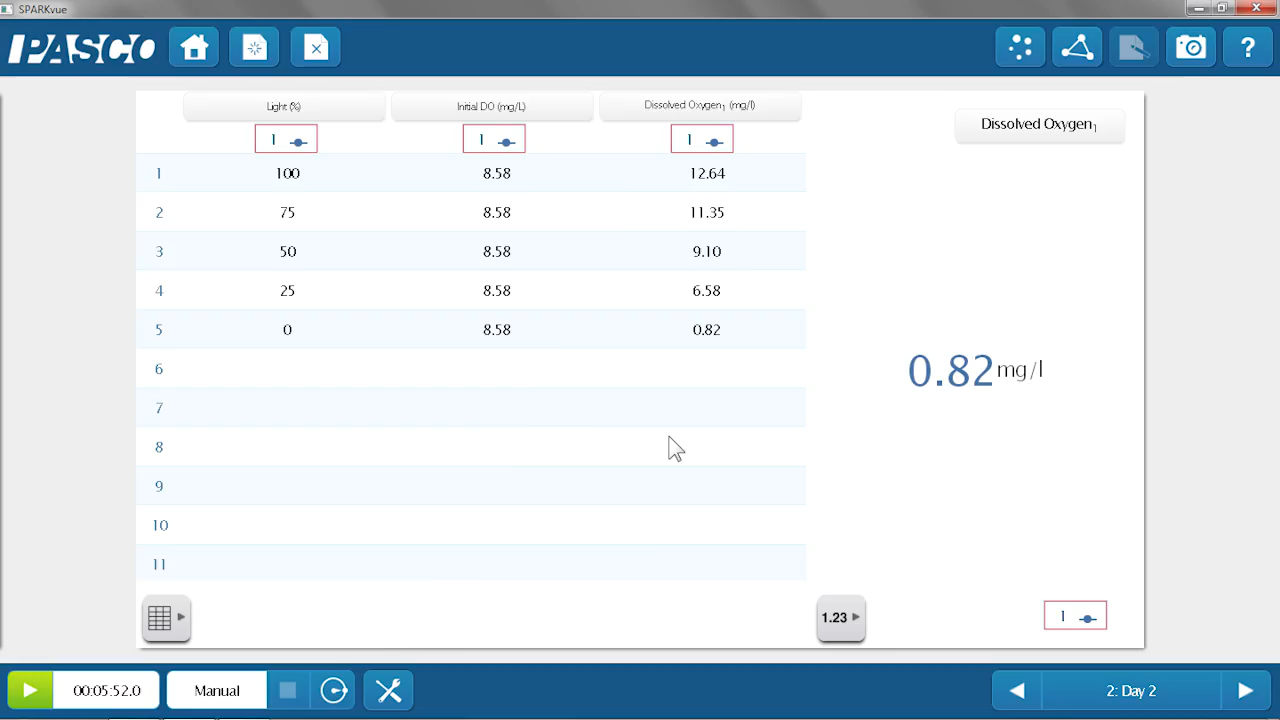 SPARKvue
PASCO
?
Light (%) Initial DO (mg/L) Dissolved Oxygen1 (mg/l)
Dissolved Oxygen1
1 1 1
1 100 8.58 12.64
2 75 8.58 11.35
3 50 8.58 9.10
4 25 8.58 6.58
5 0 8.58 0.82
6
0.82 mg/l
7
8
9
10
11
1.23
1
00:05:52.0 Manual 2: Day 2